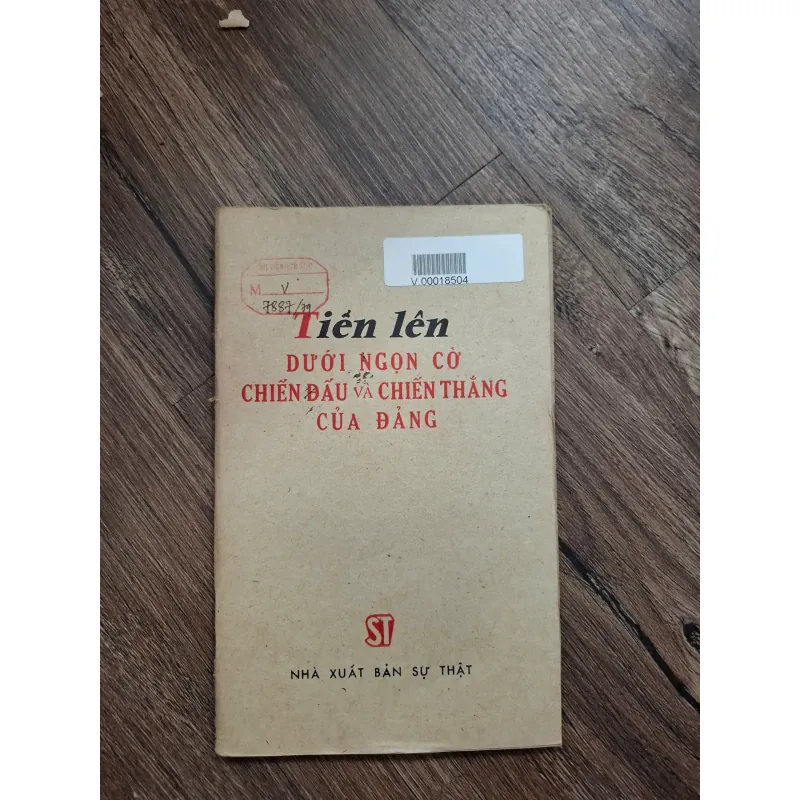 V 00018504
M V
7887/79
Tiến lên
DƯỚI NGỌN CỜ
CHIẾN ĐẤU VÀ CHIẾN THẮNG
CỦA ĐẢNG
ST
NHÀ XUẤT BẢN SỰ THẬT